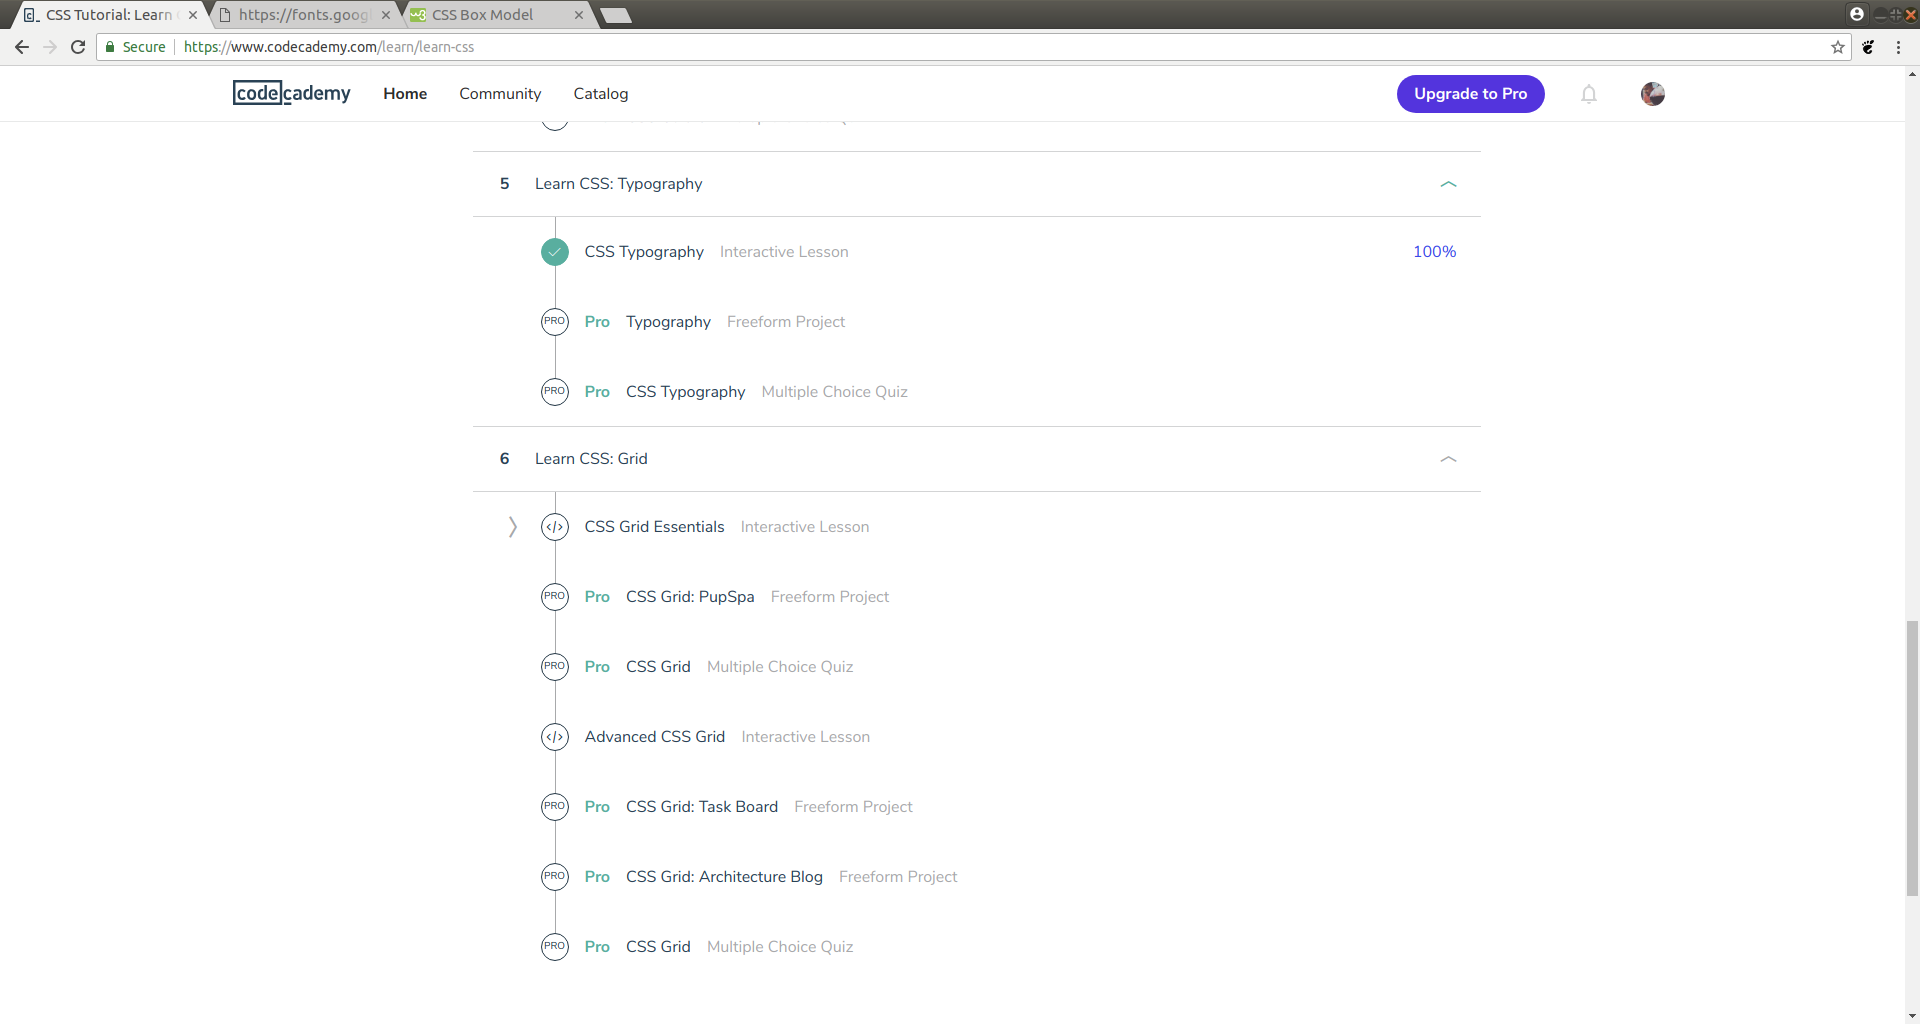 CSS Tutorial: Learn
https://fonts.goog
CSS Box Model
Secure https://www.codecademy.com/learn/learn-css
codecademy Home Community Catalog Upgrade to Pro
5 Learn CSS: Typography
CSS Typography Interactive Lesson 100%
PRO Pro Typography Freeform Project
PRO Pro CSS Typography Multiple Choice Quiz
6 Learn CSS: Grid
</> CSS Grid Essentials Interactive Lesson
PRO Pro CSS Grid: PupSpa Freeform Project
PRO Pro CSS Grid Multiple Choice Quiz
</> Advanced CSS Grid Interactive Lesson
PRO Pro CSS Grid: Task Board Freeform Project
PRO Pro CSS Grid: Architecture Blog Freeform Project
PRO Pro CSS Grid Multiple Choice Quiz